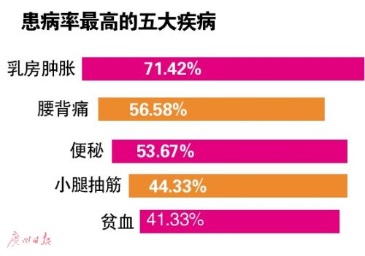 患病率最高的五大疾病
乳房肿胀 71.42%
腰背痛 56.58%
便秘 53.67%
小腿抽筋 44.33%
贫血 41.33%
广州日报